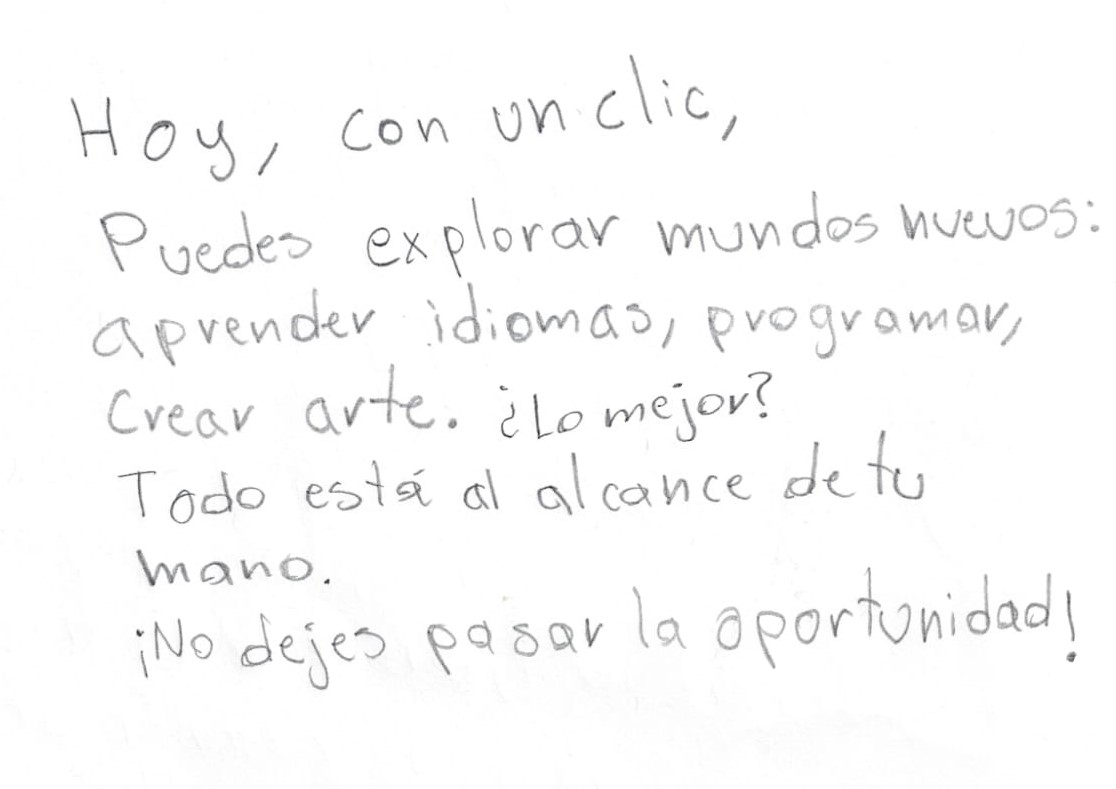 Hoy, con un clic,
Puedes explorar mundos nuevos:
aprender idiomas, programar,
Crear arte. ¿Lo mejor?
Todo está al alcance de tu
mano.
¡No dejes pasar la oportunidad!